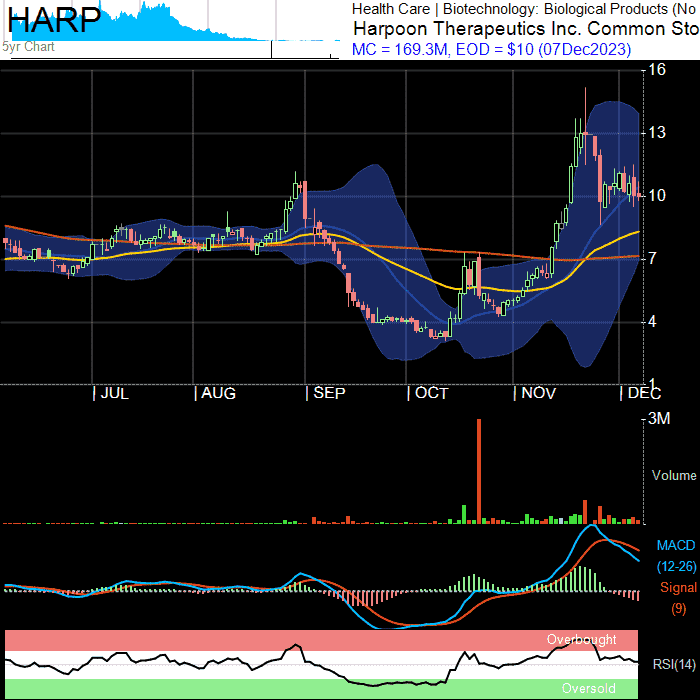 HARP
Health Care | Biotechnology: Biological Products (No
Harpoon Therapeutics Inc. Common Sto
5yr Chart
MC = 169.3M, EOD = $10 (07Dec2023)
16
13
10
7
4
1
JUL
AUG
SEP
OCT
NOV
DEC
3M
Volume
MACD
(12-26)
Signal
(9)
Overbought
RSI(14)
Oversold